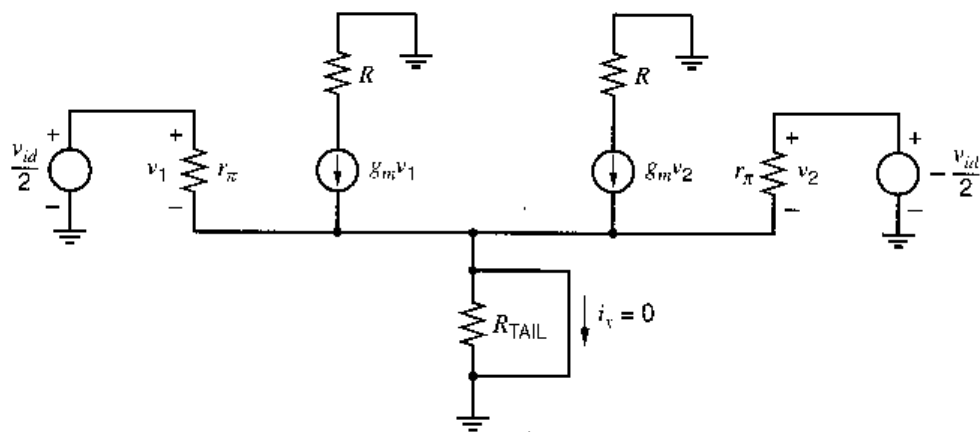 R
R
+
v_id/2
−
+
v_1
−
r_π
g_m v_1
g_m v_2
r_π
+
v_2
−
+
− v_id/2
−
R_TAIL
i_x = 0